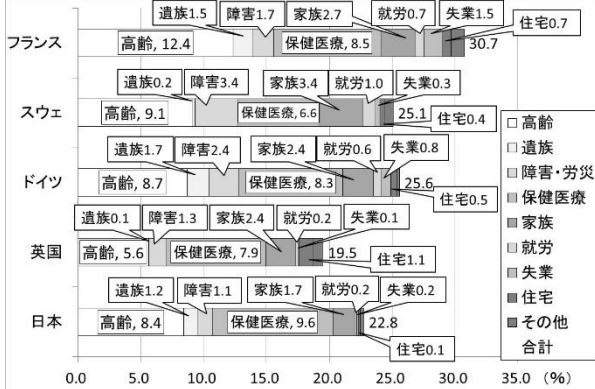 遺族1.5 障害1.7 家族2.7 就労0.7 失業1.5
住宅0.7
フランス 高齢, 12.4 保健医療, 8.5 30.7
遺族0.2 障害3.4 家族3.4 就労1.0 失業0.3
スウェ 高齢, 9.1 保健医療, 6.6 25.1
住宅0.4
遺族1.7 障害2.4 家族2.4 就労0.6 失業0.8
ドイツ 高齢, 8.7 保健医療, 8.3 25.6
住宅0.5
遺族0.1 障害1.3 家族2.4 就労0.2 失業0.1
英国 高齢, 5.6 保健医療, 7.9 19.5
住宅1.1
遺族1.2 障害1.1 家族1.7 就労0.2 失業0.2
日本 高齢, 8.4 保健医療, 9.6 22.8
住宅0.1
高齢
遺族
障害・労災
保健医療
家族
就労
失業
住宅
その他
合計
0.0 5.0 10.0 15.0 20.0 25.0 30.0 35.0 (%)